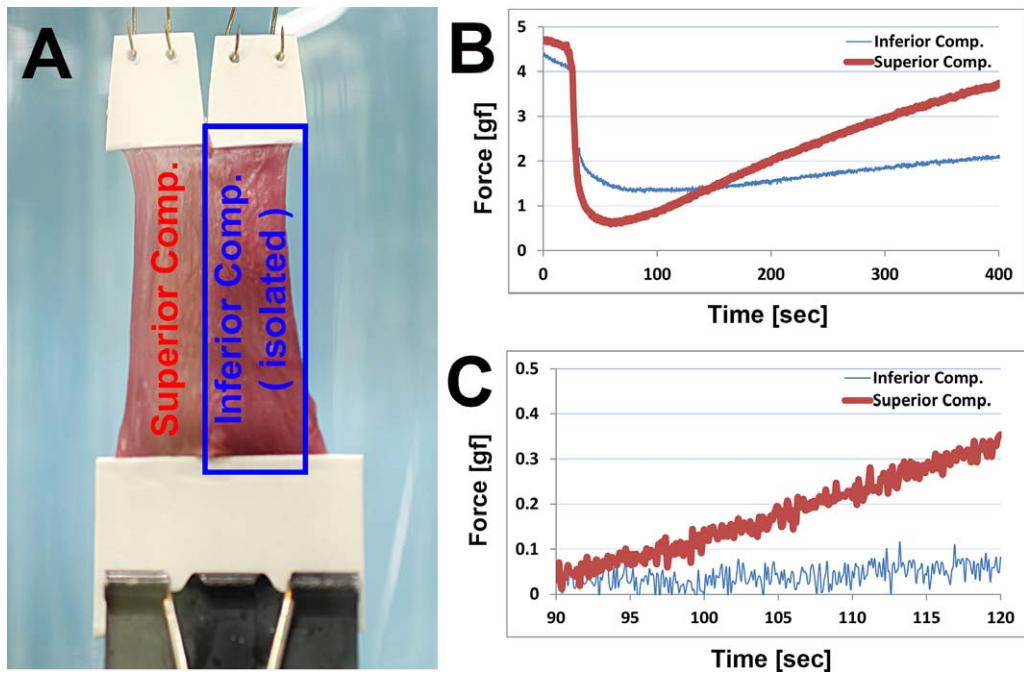 A
Superior Comp.
Inferior Comp.
( isolated )
B
Force [gf]
5
4
3
2
1
0
0
100
200
300
400
Time [sec]
Inferior Comp.
Superior Comp.
C
Force [gf]
0.5
0.4
0.3
0.2
0.1
0
90
95
100
105
110
115
120
Time [sec]
Inferior Comp.
Superior Comp.